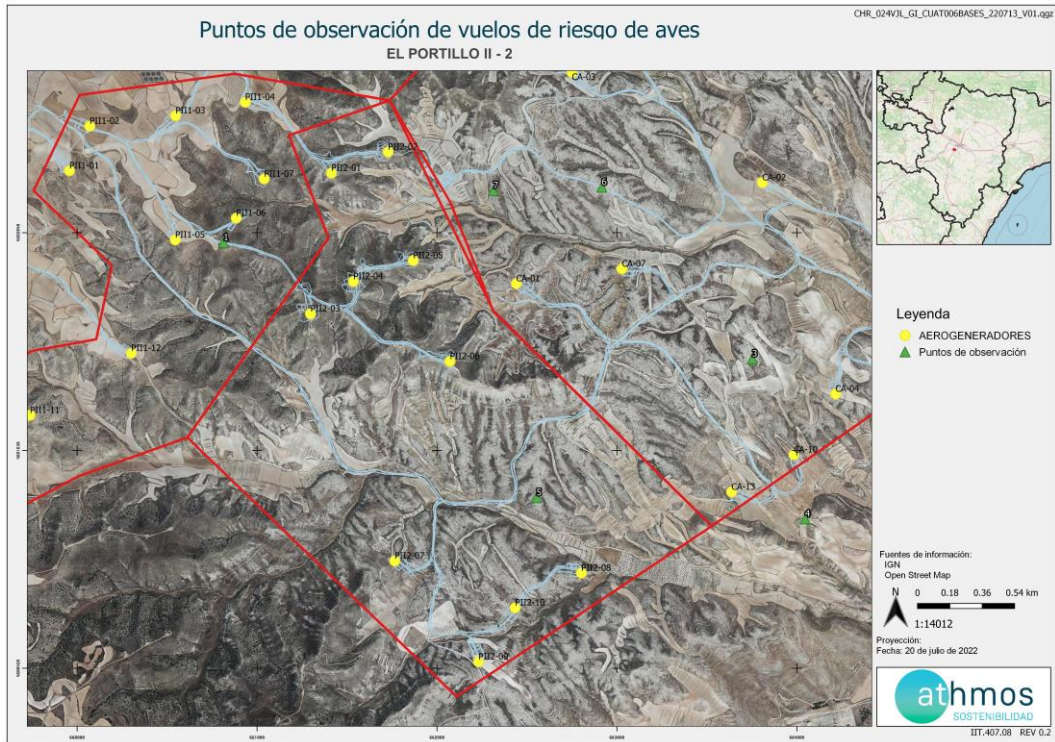 CHR_024VJL_GI_CUAT006BASES_220713_V01.qgz
Puntos de observación de vuelos de riesgo de aves
EL PORTILLO II - 2
CA-03
PII1-04
PII1-03
PII1-02
PII2-02
PII1-01
PII2-01
PII1-07
7
6
CA-02
PII1-06
PII1-05
1
PII2-05
PII2-04
CA-01
CA-07
PII2-03
PII1-12
PII2-06
3
CA-04
PII1-11
CA-10
CA-13
5
4
PII2-07
PII2-08
PII2-10
PII2-09
661000
662000
663000
Leyenda
AEROGENERADORES
Puntos de observación
Fuentes de información:
IGN
Open Street Map
N
0 0.18 0.36 0.54 km
1:14012
Proyección:
Fecha: 20 de julio de 2022
athmos
SOSTENIBILIDAD
IIT.407.08 REV 0.2